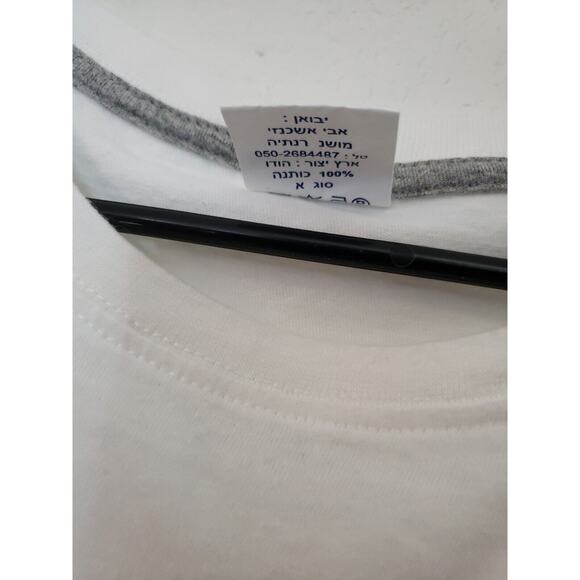 יבואן :
אבי אשכנזי
מושב רנתיה
טל : 050-2684487
ארץ יצור : הודו
100% כותנה
סוג א